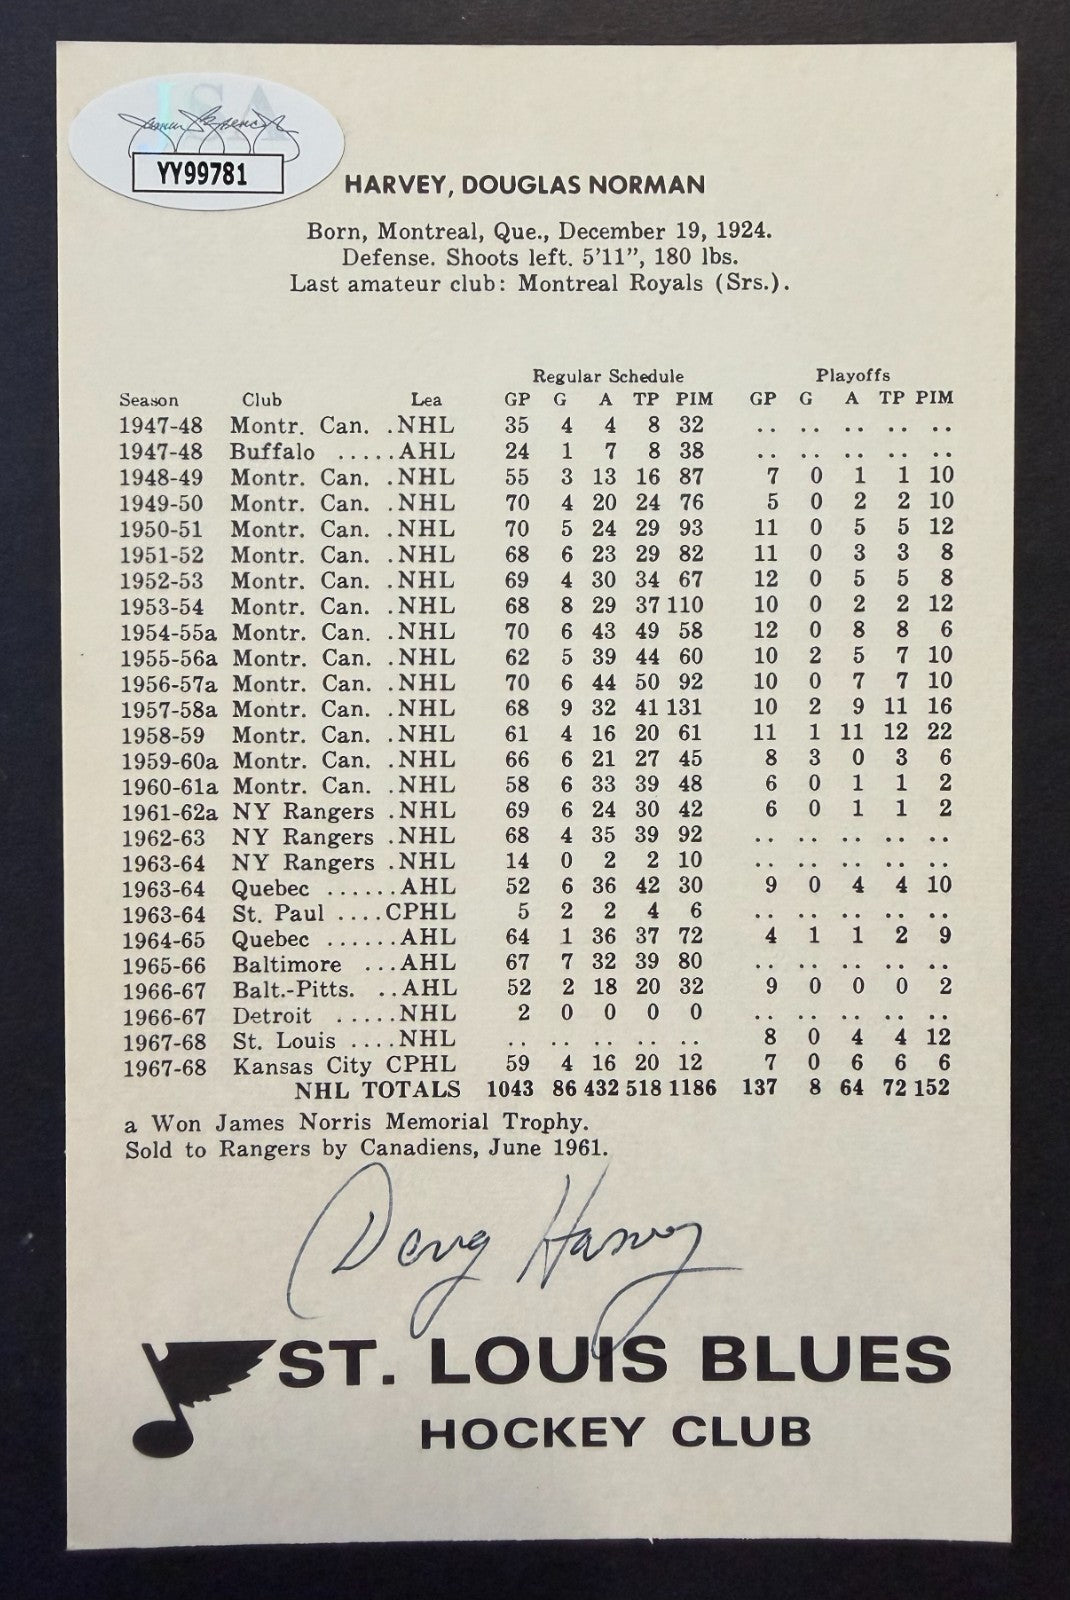 JSA
James Spence
YY99781
HARVEY, DOUGLAS NORMAN
Born, Montreal, Que., December 19, 1924.
Defense. Shoots left. 5'11", 180 lbs.
Last amateur club: Montreal Royals (Srs.).
Regular Schedule Playoffs
Season Club Lea GP G A TP PIM GP G A TP PIM
1947-48 Montr. Can. .NHL 35 4 4 8 32 .. .. .. .. ..
1947-48 Buffalo .....AHL 24 1 7 8 38 .. .. .. .. ..
1948-49 Montr. Can. .NHL 55 3 13 16 87 7 0 1 1 10
1949-50 Montr. Can. .NHL 70 4 20 24 76 5 0 2 2 10
1950-51 Montr. Can. .NHL 70 5 24 29 93 11 0 5 5 12
1951-52 Montr. Can. .NHL 68 6 23 29 82 11 0 3 3 8
1952-53 Montr. Can. .NHL 69 4 30 34 67 12 0 5 5 8
1953-54 Montr. Can. .NHL 68 8 29 37 110 10 0 2 2 12
1954-55a Montr. Can. .NHL 70 6 43 49 58 12 0 8 8 6
1955-56a Montr. Can. .NHL 62 5 39 44 60 10 2 5 7 10
1956-57a Montr. Can. .NHL 70 6 44 50 92 10 0 7 7 10
1957-58a Montr. Can. .NHL 68 9 32 41 131 10 2 9 11 16
1958-59 Montr. Can. .NHL 61 4 16 20 61 11 1 11 12 22
1959-60a Montr. Can. .NHL 66 6 21 27 45 8 3 0 3 6
1960-61a Montr. Can. .NHL 58 6 33 39 48 6 0 1 1 2
1961-62a NY Rangers .NHL 69 6 24 30 42 6 0 1 1 2
1962-63 NY Rangers .NHL 68 4 35 39 92 .. .. .. .. ..
1963-64 NY Rangers .NHL 14 0 2 2 10 .. .. .. .. ..
1963-64 Quebec ......AHL 52 6 36 42 30 9 0 4 4 10
1963-64 St. Paul ....CPHL 5 2 2 4 6 .. .. .. .. ..
1964-65 Quebec ......AHL 64 1 36 37 72 4 1 1 2 9
1965-66 Baltimore ...AHL 67 7 32 39 80 .. .. .. .. ..
1966-67 Balt.-Pitts. ..AHL 52 2 18 20 32 9 0 0 0 2
1966-67 Detroit .....NHL 2 0 0 0 0 .. .. .. .. ..
1967-68 St. Louis ....NHL .. .. .. .. .. 8 0 4 4 12
1967-68 Kansas City CPHL 59 4 16 20 12 7 0 6 6 6
NHL TOTALS 1043 86 432 518 1186 137 8 64 72 152
a Won James Norris Memorial Trophy.
Sold to Rangers by Canadiens, June 1961.
Doug Harvey
ST. LOUIS BLUES
HOCKEY CLUB